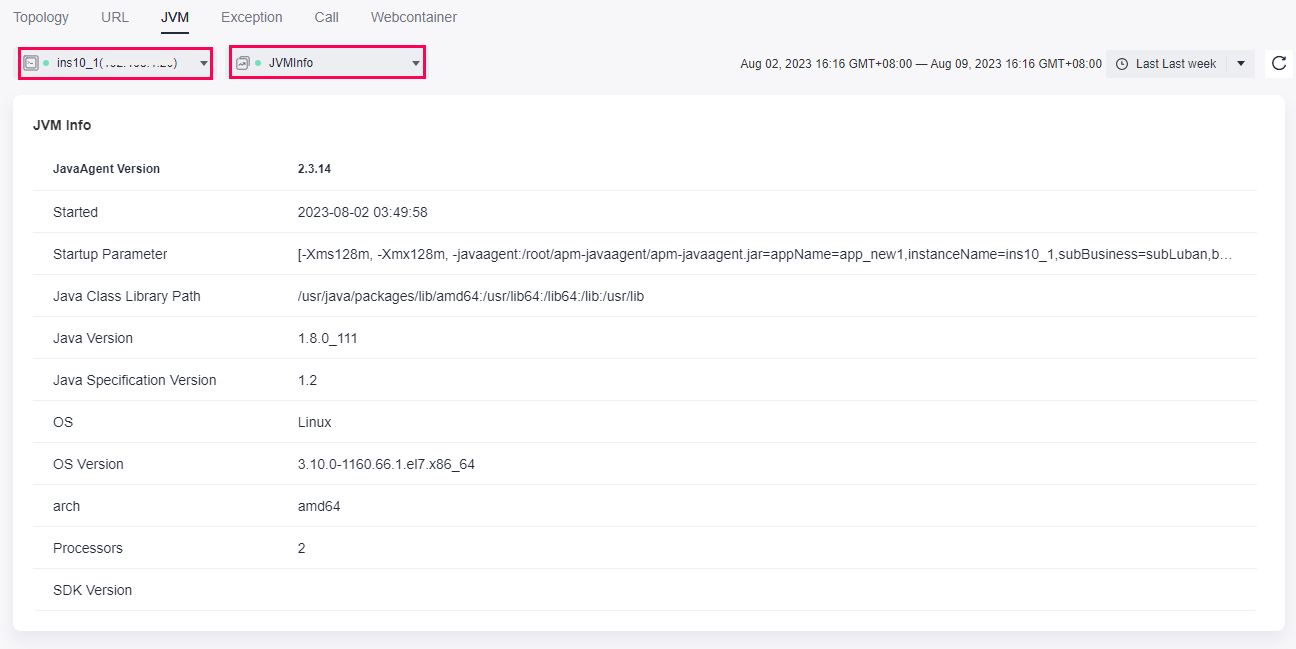 Topology URL JVM Exception Call Webcontainer
ins10_1( ) JVMInfo Aug 02, 2023 16:16 GMT+08:00 — Aug 09, 2023 16:16 GMT+08:00 Last Last week
JVM Info
JavaAgent Version 2.3.14
Started 2023-08-02 03:49:58
Startup Parameter [-Xms128m, -Xmx128m, -javaagent:/root/apm-javaagent/apm-javaagent.jar=appName=app_new1,instanceName=ins10_1,subBusiness=subLuban,b...
Java Class Library Path /usr/java/packages/lib/amd64:/usr/lib64:/lib64:/lib:/usr/lib
Java Version 1.8.0_111
Java Specification Version 1.2
OS Linux
OS Version 3.10.0-1160.66.1.el7.x86_64
arch amd64
Processors 2
SDK Version